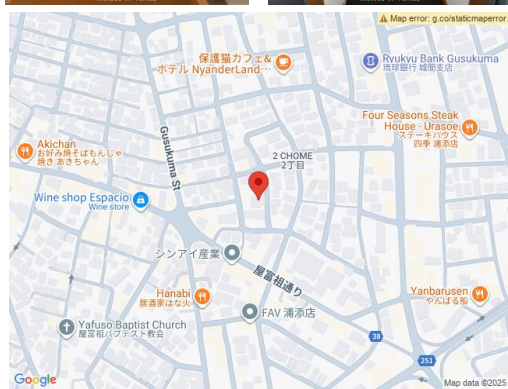 Map error: g.co/staticmaperror
保護猫カフェ&
ホテル NyanderLand…
Ryukyu Bank Gusukuma
琉球銀行 城間支店
Four Seasons Steak
House - Urasoe
ステーキハウス
四季 浦添店
Gusukuma St
Akichan
お好み焼そばもんじゃ
焼き あきちゃん
2 CHOME
2丁目
Wine shop Espacio
Wine store
シンアイ産業
屋富祖通り
Hanabi
居酒家はな火
Yanbarusen
やんばる船
FAV 浦添店
Yafuso Baptist Church
屋富祖バプテスト教会
38
251
Google
Map data ©2025